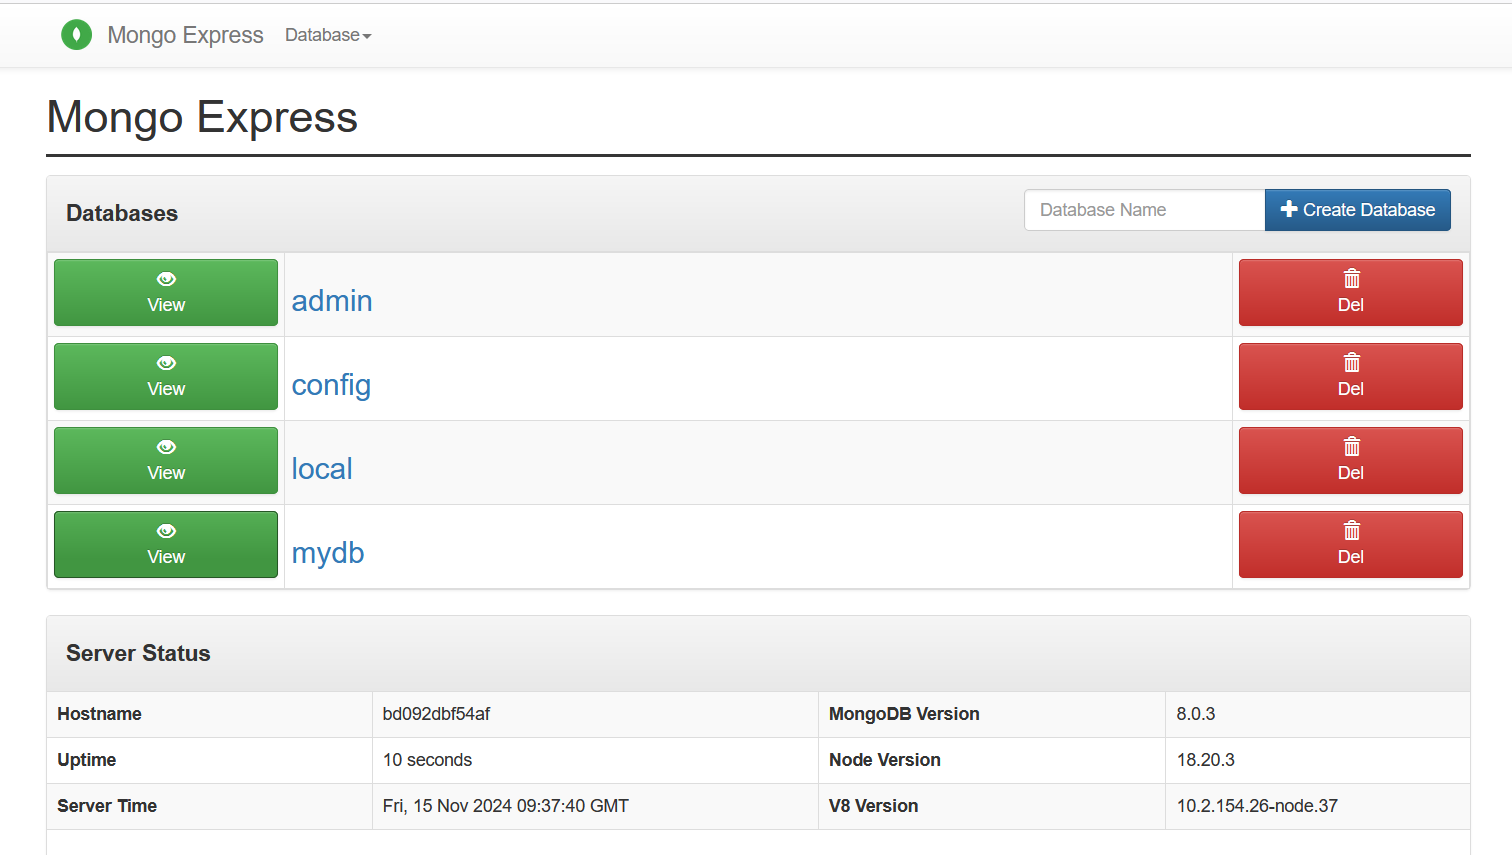 Mongo Express Database
Mongo Express
Databases
Database Name Create Database
View admin Del
View config Del
View local Del
View mydb Del
Server Status
Hostname bd092dbf54af MongoDB Version 8.0.3
Uptime 10 seconds Node Version 18.20.3
Server Time Fri, 15 Nov 2024 09:37:40 GMT V8 Version 10.2.154.26-node.37